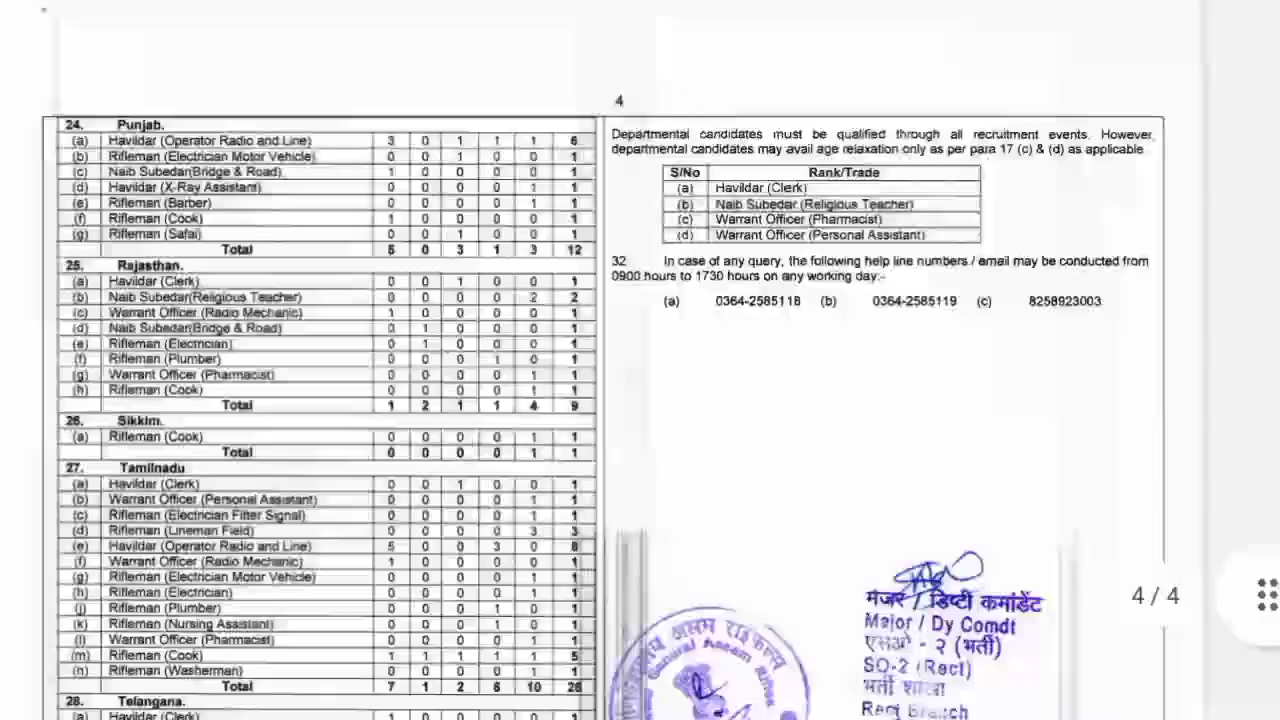 4
24. Punjab.
(a) Havildar (Operator Radio and Line) 3 0 1 1 1 6
(b) Rifleman (Electrician Motor Vehicle) 0 0 1 0 0 1
(c) Naib Subedar(Bridge & Road) 1 0 0 0 0 1
(d) Havildar (X-Ray Assistant) 0 0 0 0 1 1
(e) Rifleman (Barber) 0 0 0 0 1 1
(f) Rifleman (Cook) 1 0 0 0 0 1
(g) Rifleman (Safai) 0 0 1 0 0 1
Total 5 0 3 1 3 12
25. Rajasthan.
(a) Havildar (Clerk) 0 0 1 0 0 1
(b) Naib Subedar(Religious Teacher) 0 0 0 0 2 2
(c) Warrant Officer (Radio Mechanic) 1 0 0 0 0 1
(d) Naib Subedar(Bridge & Road) 0 1 0 0 0 1
(e) Rifleman (Electrician) 0 1 0 0 0 1
(f) Rifleman (Plumber) 0 0 0 1 0 1
(g) Warrant Officer (Pharmacist) 0 0 0 0 1 1
(h) Rifleman (Cook) 0 0 0 0 1 1
Total 1 2 1 1 4 9
26. Sikkim.
(a) Rifleman (Cook) 0 0 0 0 1 1
Total 0 0 0 0 1 1
27. Tamilnadu
(a) Havildar (Clerk) 0 0 1 0 0 1
(b) Warrant Officer (Personal Assistant) 0 0 0 0 1 1
(c) Rifleman (Electrician Fitter Signal) 0 0 0 0 1 1
(d) Rifleman (Lineman Field) 0 0 0 0 3 3
(e) Havildar (Operator Radio and Line) 5 0 0 3 0 8
(f) Warrant Officer (Radio Mechanic) 1 0 0 0 0 1
(g) Rifleman (Electrician Motor Vehicle) 0 0 0 0 1 1
(h) Rifleman (Electrician) 0 0 0 0 1 1
(j) Rifleman (Plumber) 0 0 0 1 0 1
(k) Rifleman (Nursing Assistant) 0 0 0 1 0 1
(l) Warrant Officer (Pharmacist) 0 0 0 0 1 1
(m) Rifleman (Cook) 1 1 1 1 1 5
(n) Rifleman (Washerman) 0 0 0 0 1 1
Total 7 1 2 6 10 26
28. Telangana.
(a) Havildar (Clerk) 1 0 0 0 0 1
Departmental candidates must be qualified through all recruitment events. However,
departmental candidates may avail age relaxation only as per para 17 (c) & (d) as applicable
S/No Rank/Trade
(a) Havildar (Clerk)
(b) Naib Subedar (Religious Teacher)
(c) Warrant Officer (Pharmacist)
(d) Warrant Officer (Personal Assistant)
32 In case of any query, the following help line numbers / email may be conducted from
0900 hours to 1730 hours on any working day:-
(a) 0364-2585118 (b) 0364-2585119 (c) 8258923003
मेजर / डिप्टी कमांडेंट
Major / Dy Comdt
एसओ - २ (भर्ती)
SO-2 (Rect)
भर्ती शाखा
Branch
असम राइफल्स
Assam Rifles
4 / 4